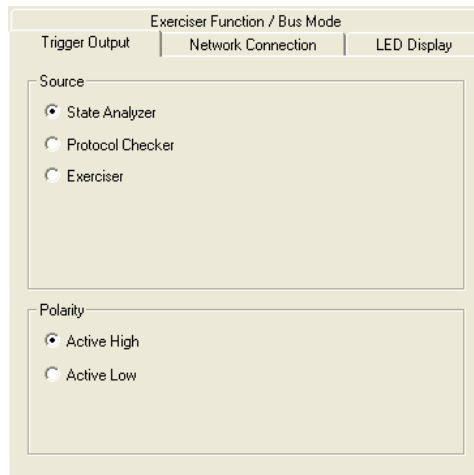 Exerciser Function / Bus Mode
Trigger Output Network Connection LED Display
Source
State Analyzer
Protocol Checker
Exerciser
Polarity
Active High
Active Low